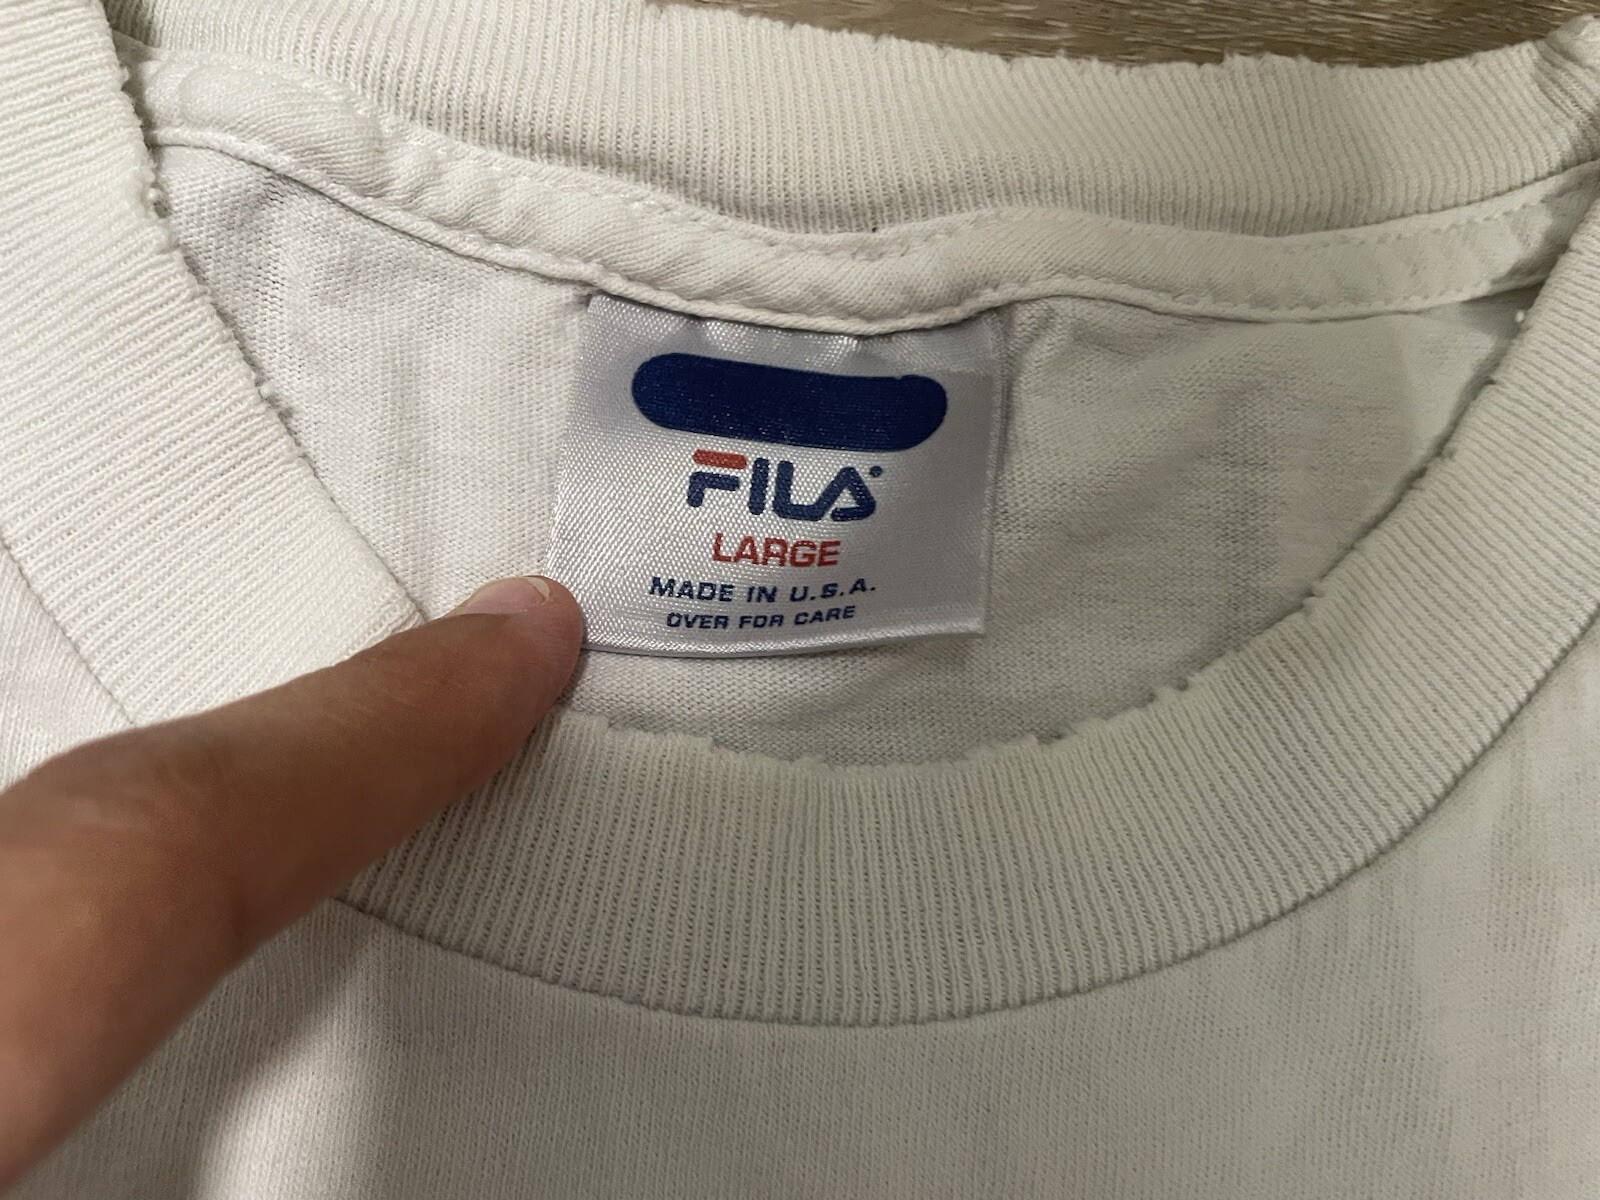 FILA
LARGE
MADE IN U.S.A.
OVER FOR CARE